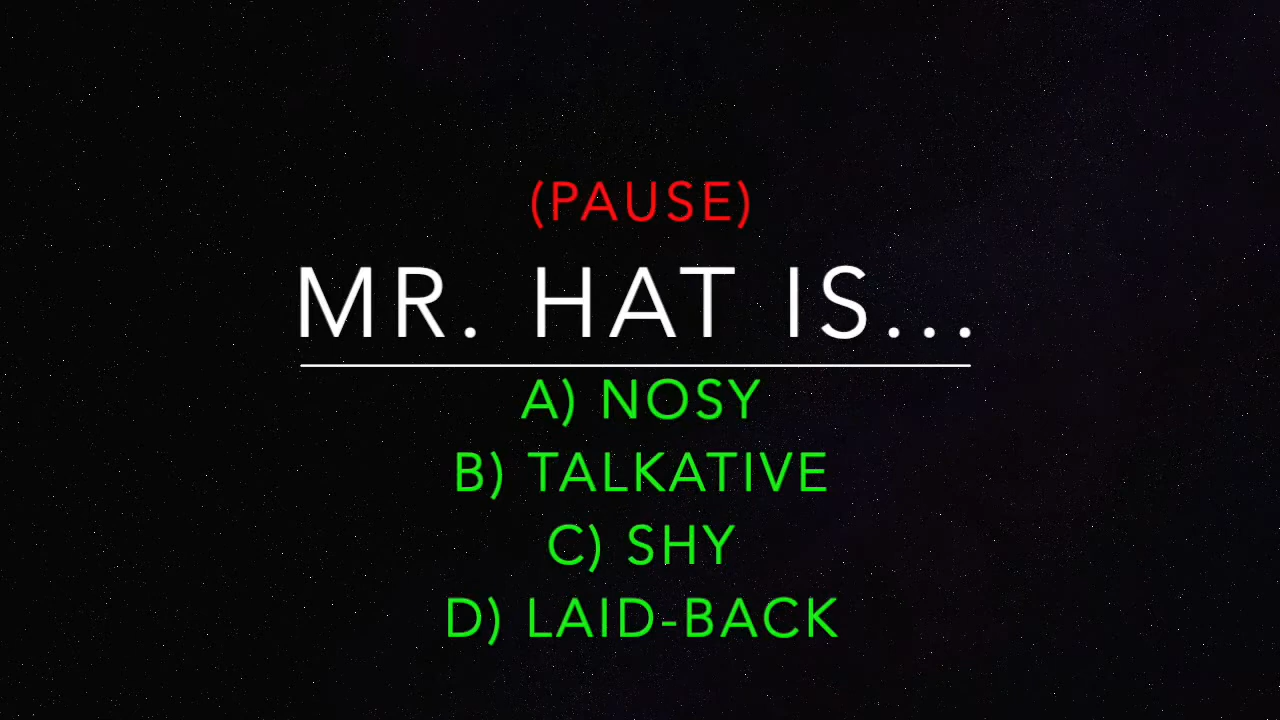 (PAUSE)
MR. HAT IS...
A) NOSY
B) TALKATIVE
C) SHY
D) LAID-BACK